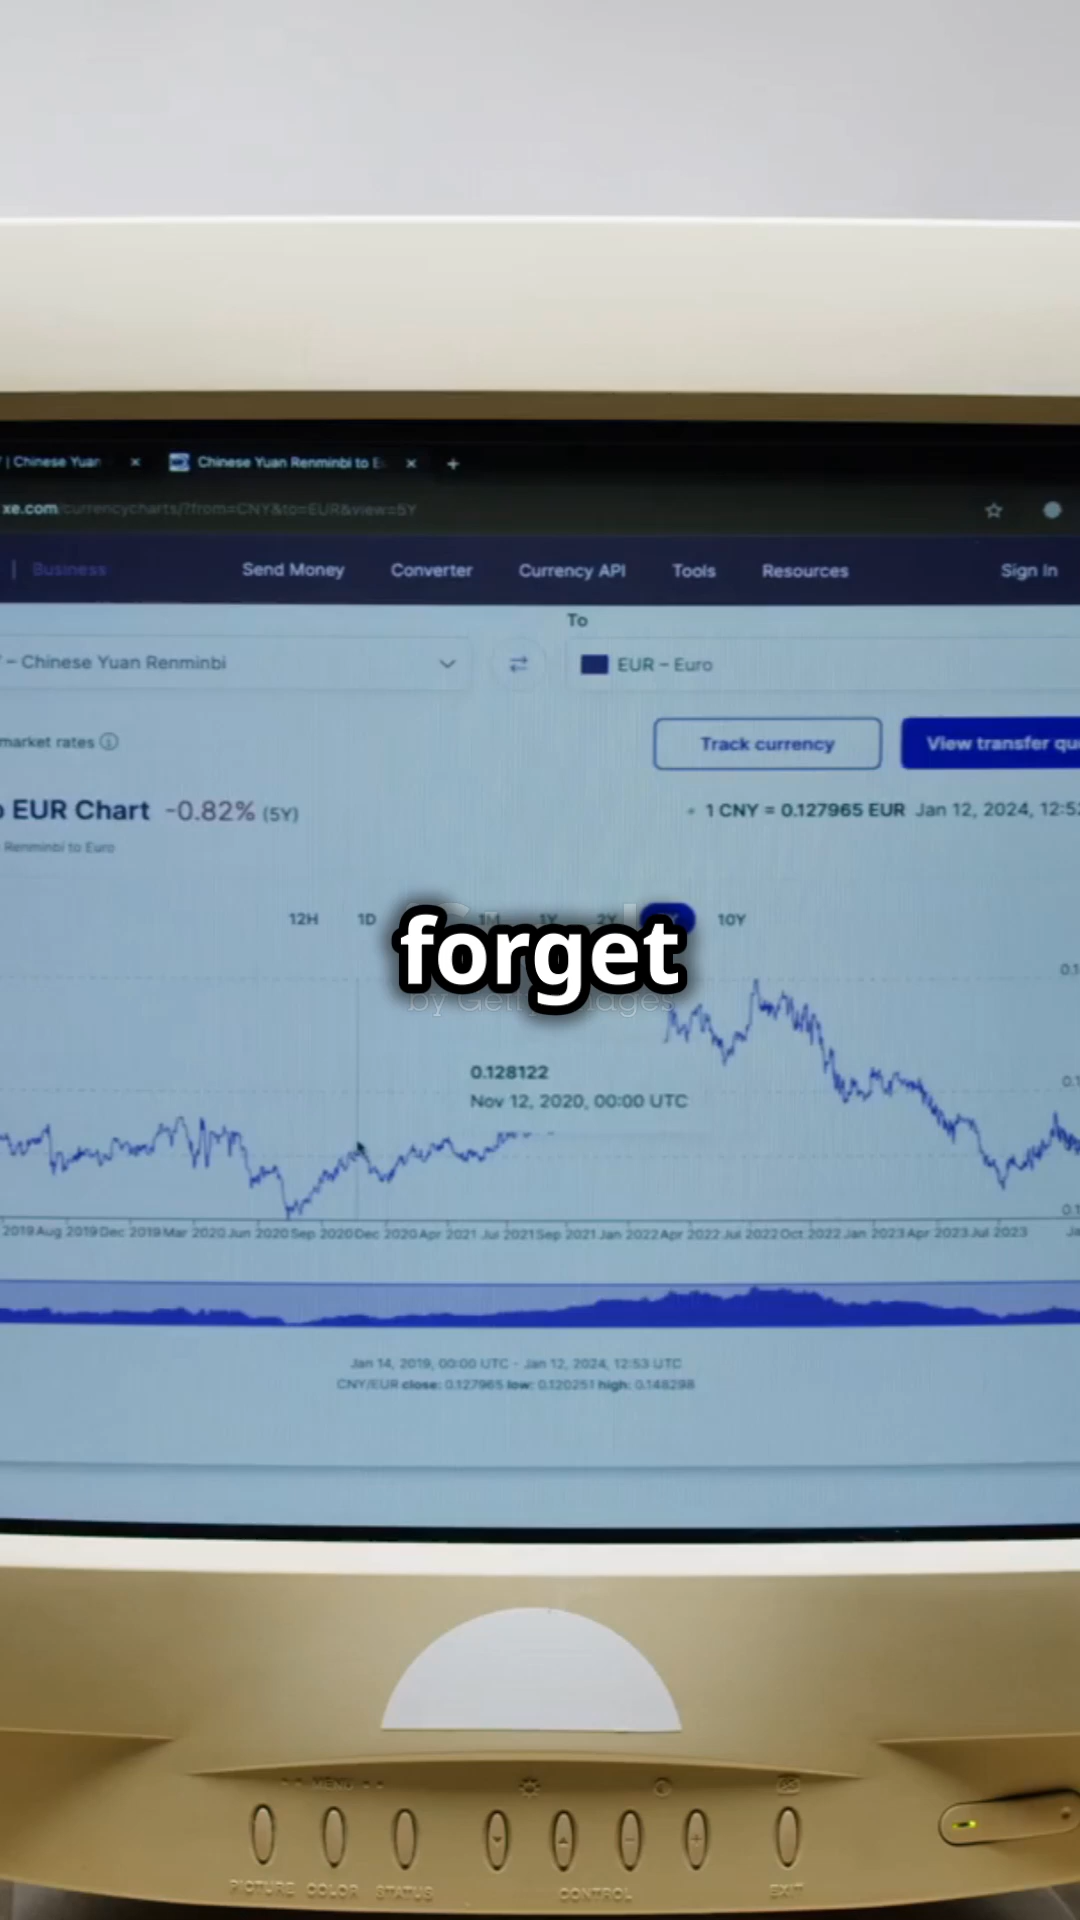 | Chinese Yuan × Chinese Yuan Renminbi to E × +
xe.com/currencycharts/?from=CNY&to=EUR&view=5Y
| Business Send Money Converter Currency API Tools Resources Sign In
To
– Chinese Yuan Renminbi EUR – Euro
market rates
Track currency View transfer qu
EUR Chart -0.82% (5Y) 1 CNY = 0.127965 EUR Jan 12, 2024, 12:5
Renminbi to Euro
12H 1D 1M 1Y 2Y 10Y
forget
by Getty Images
0.128122
Nov 12, 2020, 00:00 UTC
2019 Aug 2019 Dec 2019 Mar 2020 Jun 2020 Sep 2020 Dec 2020 Apr 2021 Jul 2021 Sep 2021 Jan 2022 Apr 2022 Jul 2022 Oct 2022 Jan 2023 Apr 2023 Jul 2023
Jan 14, 2019, 00:00 UTC - Jan 12, 2024, 12:53 UTC
CNY/EUR close: 0.127965 low: 0.120251 high: 0.148298
MENU
PICTURE COLOR STATUS CONTROL EXIT